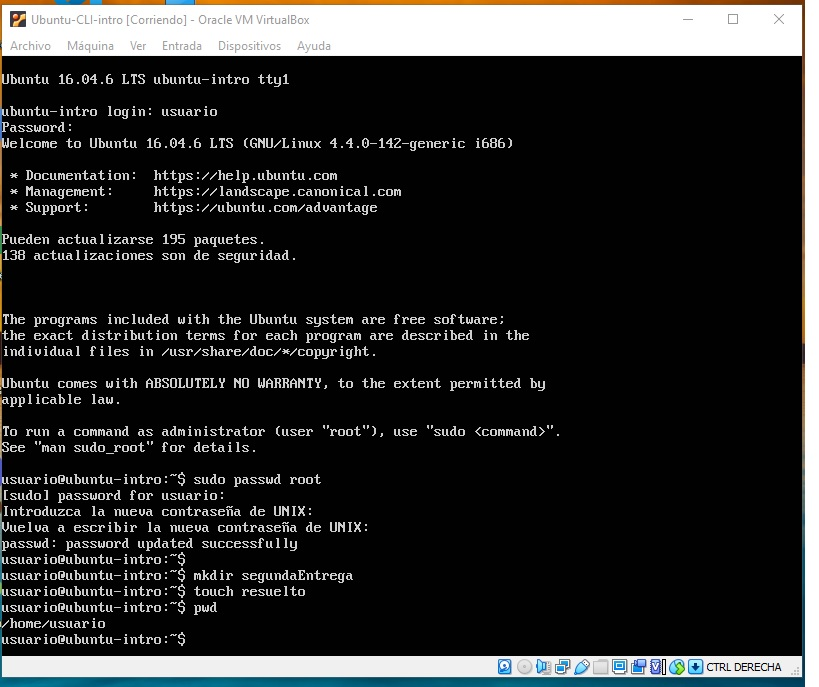 Ubuntu-CLI-intro [Corriendo] - Oracle VM VirtualBox
Archivo Máquina Ver Entrada Dispositivos Ayuda
Ubuntu 16.04.6 LTS ubuntu-intro tty1
ubuntu-intro login: usuario
Password:
Welcome to Ubuntu 16.04.6 LTS (GNU/Linux 4.4.0-142-generic i686)
* Documentation:  https://help.ubuntu.com
* Management:     https://landscape.canonical.com
* Support:        https://ubuntu.com/advantage
Pueden actualizarse 195 paquetes.
138 actualizaciones son de seguridad.
The programs included with the Ubuntu system are free software;
the exact distribution terms for each program are described in the
individual files in /usr/share/doc/*/copyright.
Ubuntu comes with ABSOLUTELY NO WARRANTY, to the extent permitted by
applicable law.
To run a command as administrator (user "root"), use "sudo <command>".
See "man sudo_root" for details.
usuario@ubuntu-intro:~$ sudo passwd root
[sudo] password for usuario:
Introduzca la nueva contraseña de UNIX:
Vuelva a escribir la nueva contraseña de UNIX:
passwd: password updated successfully
usuario@ubuntu-intro:~$
usuario@ubuntu-intro:~$ mkdir segundaEntrega
usuario@ubuntu-intro:~$ touch resuelto
usuario@ubuntu-intro:~$ pwd
/home/usuario
usuario@ubuntu-intro:~$
CTRL DERECHA